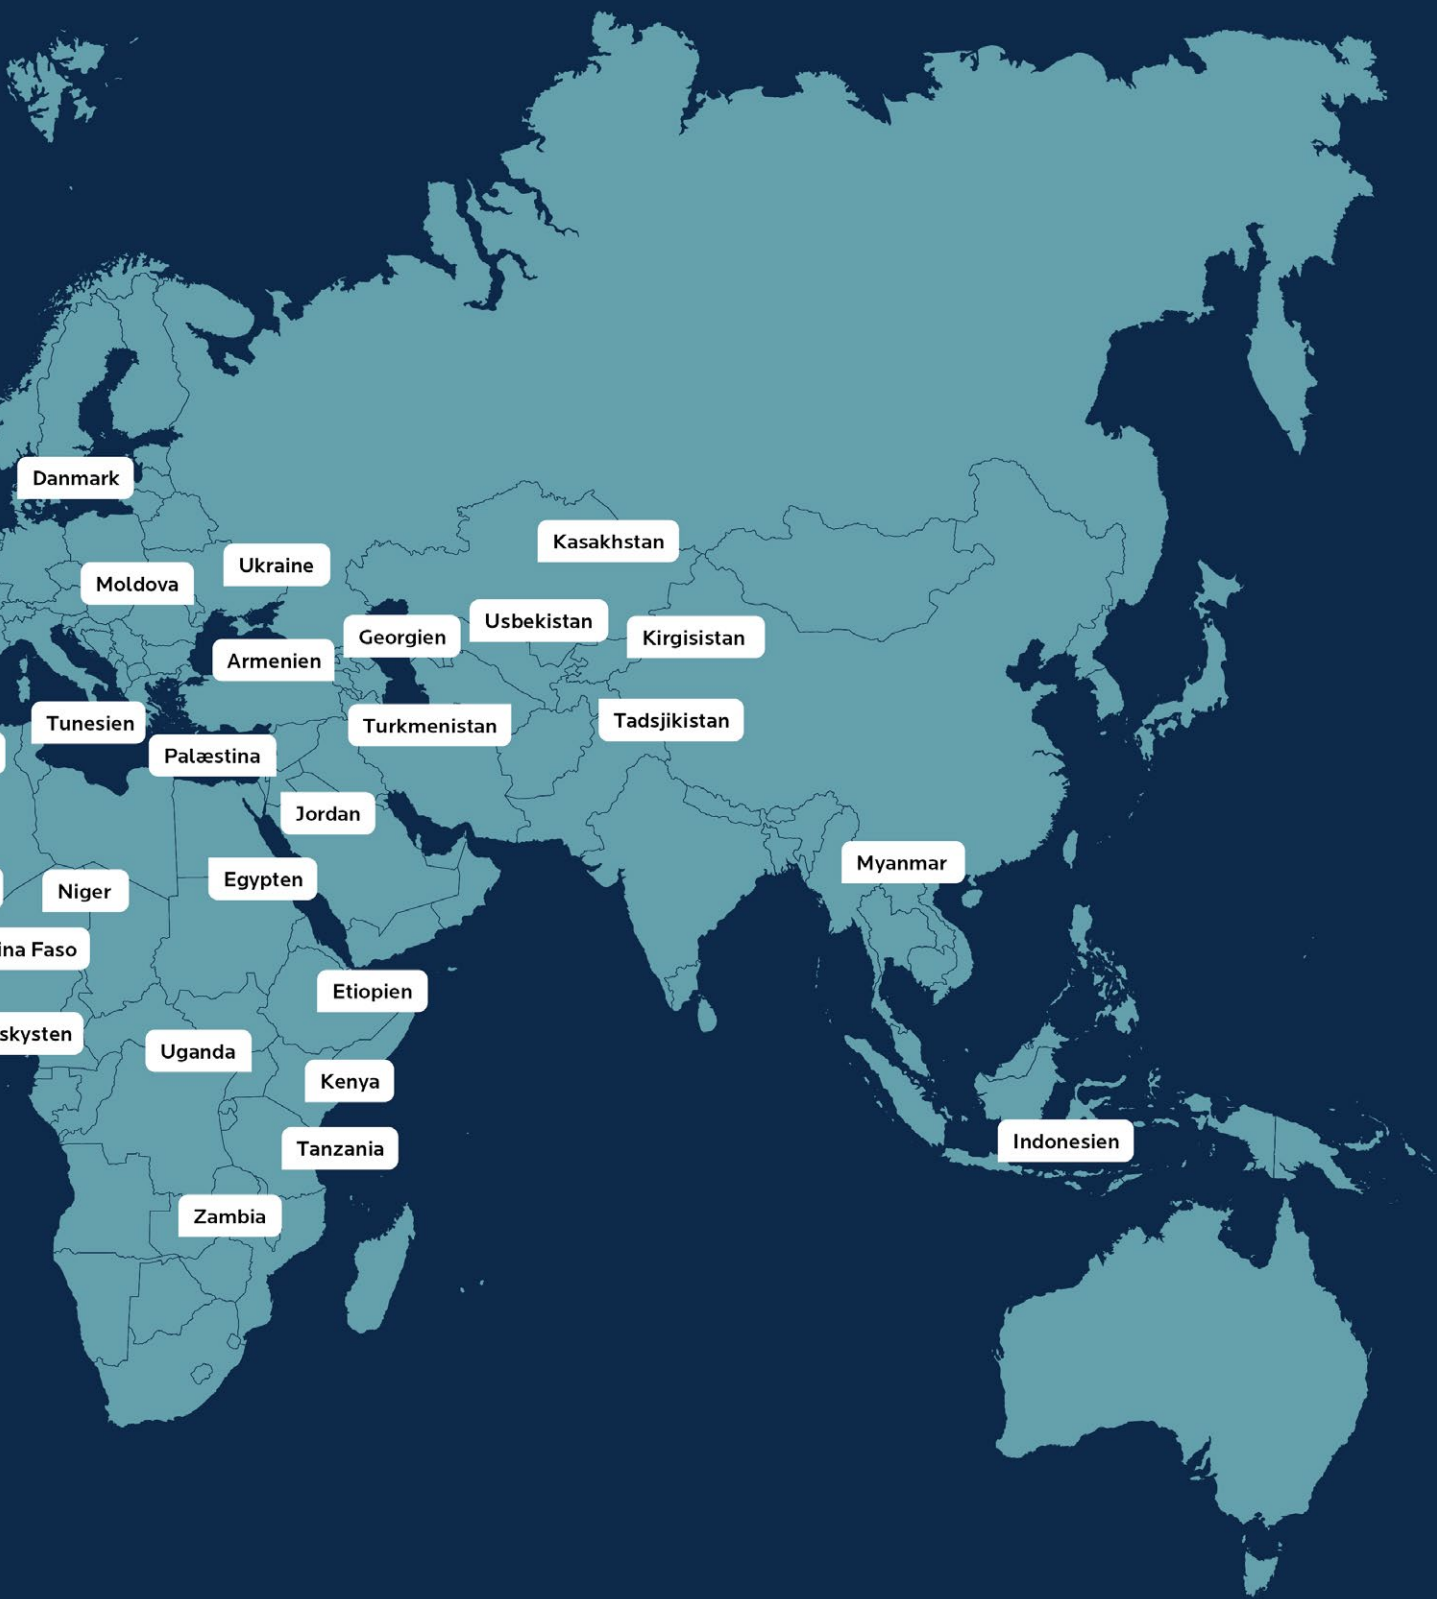 Danmark
Kasakhstan
Ukraine
Moldova
Usbekistan
Georgien
Kirgisistan
Armenien
Tadsjikistan
Tunesien
Turkmenistan
Palæstina
Jordan
Myanmar
Egypten
Niger
ina Faso
Etiopien
skysten
Uganda
Kenya
Indonesien
Tanzania
Zambia